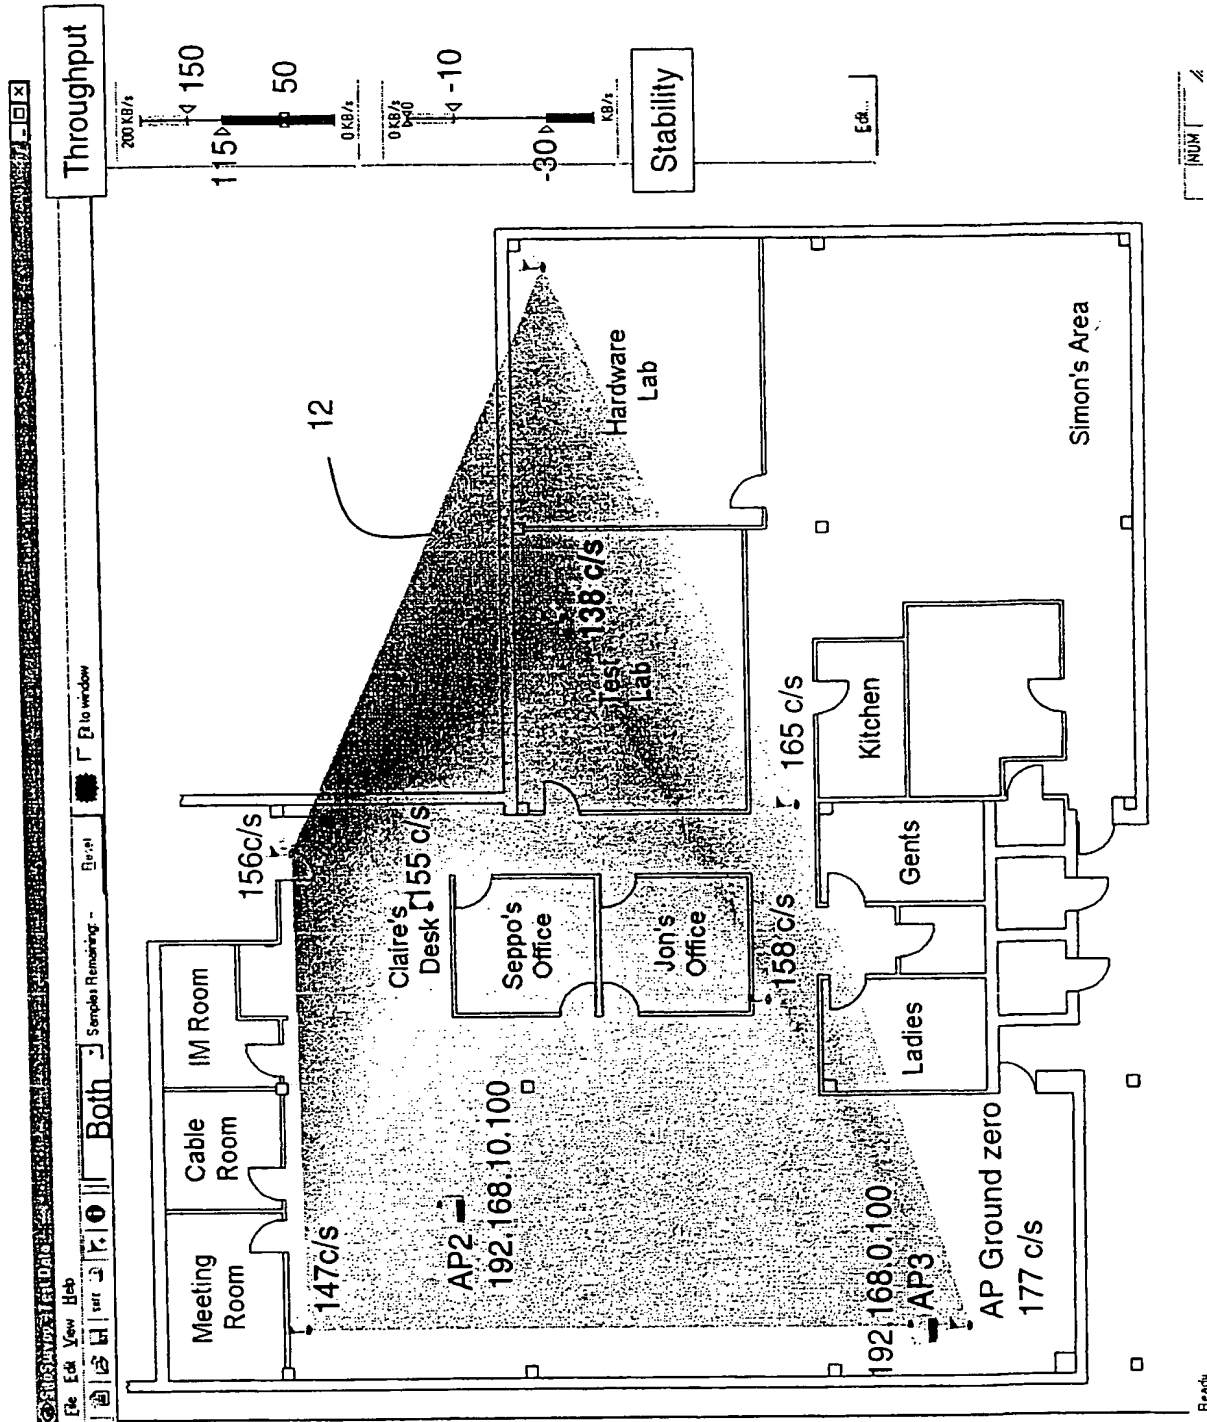 File Edit View Help
Both
Samples Remaining: -
Fit to window
Throughput
200 KB/s
150
115
50
0 KB/s
0 KB/s
-10
-30
KB/s
Stability
Edit...
12
Meeting
Room
Cable
Room
IM Room
156c/s
147c/s
Claire's
Desk
155 c/s
Seppo's
Office
Jon's
Office
AP2
192.168.10.100
138 c/s
Test
Lab
Hardware
Lab
158 c/s
165 c/s
192.168.0.100
AP3
AP Ground zero
177 c/s
Ladies
Gents
Kitchen
Simon's Area
Ready
NUM